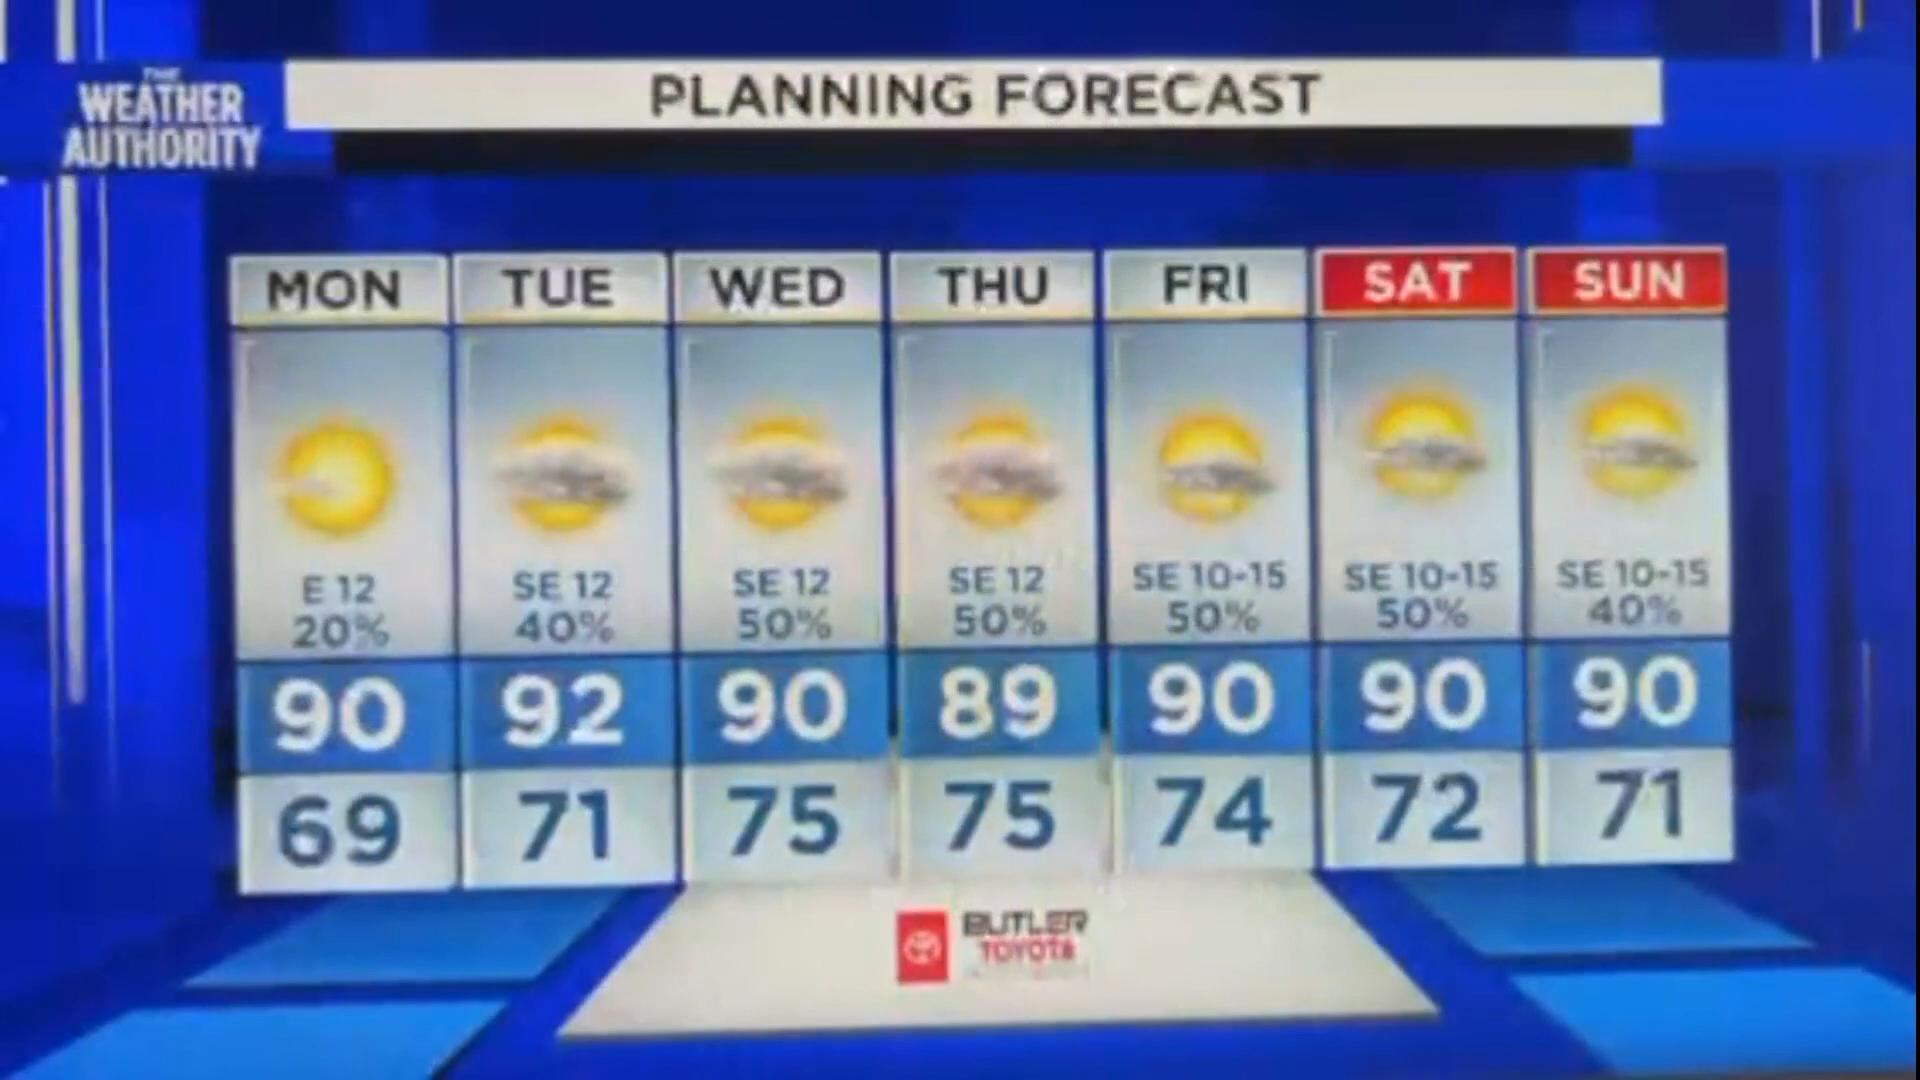 THE
WEATHER
AUTHORITY
PLANNING FORECAST
MON TUE WED THU FRI SAT SUN
E 12 SE 12 SE 12 SE 12 SE 10-15 SE 10-15 SE 10-15
20% 40% 50% 50% 50% 50% 40%
90 92 90 89 90 90 90
69 71 75 75 74 72 71
BUTLER
TOYOTA